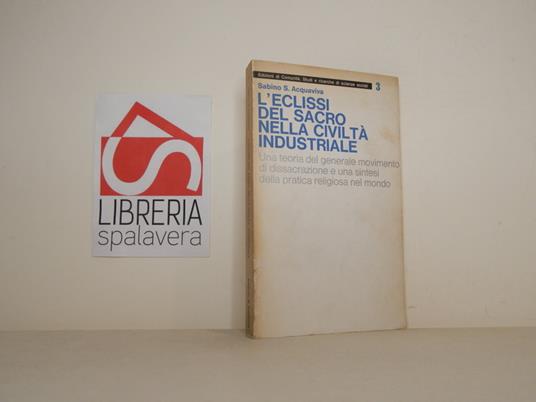 LIBRERIA
spalavera
Edizioni di Comunità. Studi e ricerche di scienze sociali 3
Sabino S. Acquaviva
L'ECLISSI
DEL SACRO
NELLA CIVILTÀ
INDUSTRIALE
Una teoria del generale movimento
di dissacrazione e una sintesi
della pratica religiosa nel mondo